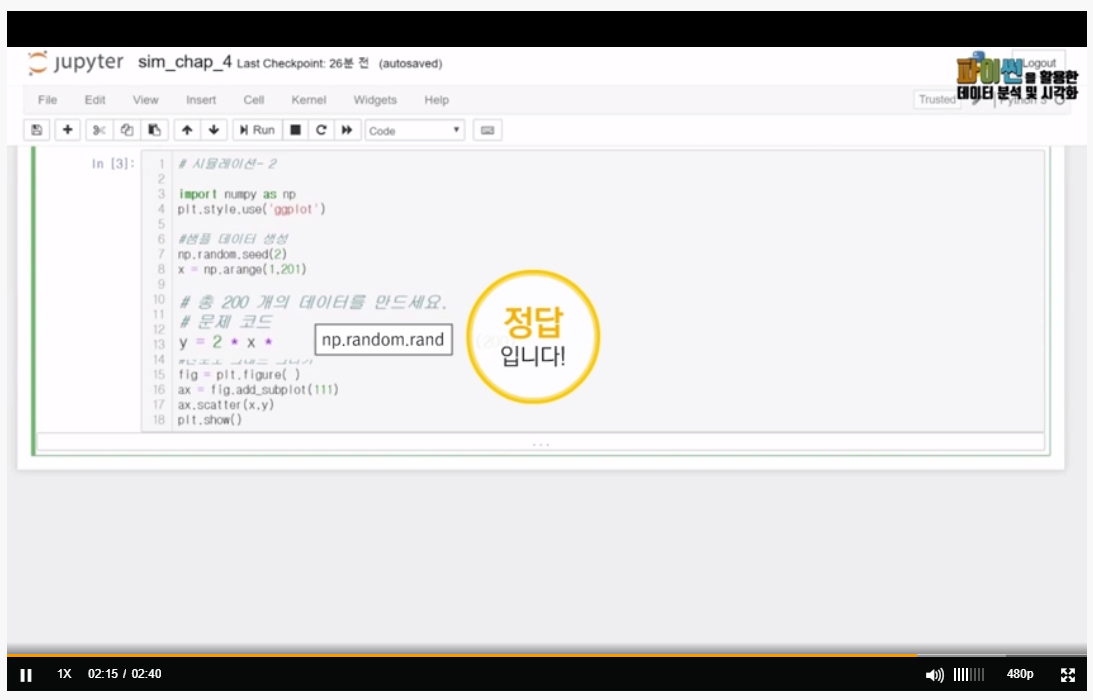 jupyter sim_chap_4 Last Checkpoint: 26분 전 (autosaved)
Logout
파이썬을 활용한
데이터 분석 및 시각화
File Edit View Insert Cell Kernel Widgets Help
Trusted Python 3
Run Code
In [3]:
1 # 시뮬레이션- 2
2
3 import numpy as np
4 plt.style.use('ggplot')
5
6 #샘플 데이터 생성
7 np.random.seed(2)
8 x = np.arange(1,201)
9
10 # 총 200 개의 데이터를 만드세요.
11 # 문제 코드
12
13 y = 2 * x * np.random.rand (200)
14
15 fig = plt.figure( )
16 ax = fig.add_subplot(111)
17 ax.scatter(x,y)
18 plt.show()
정답
입니다!
...
1X 02:15 / 02:40 480p